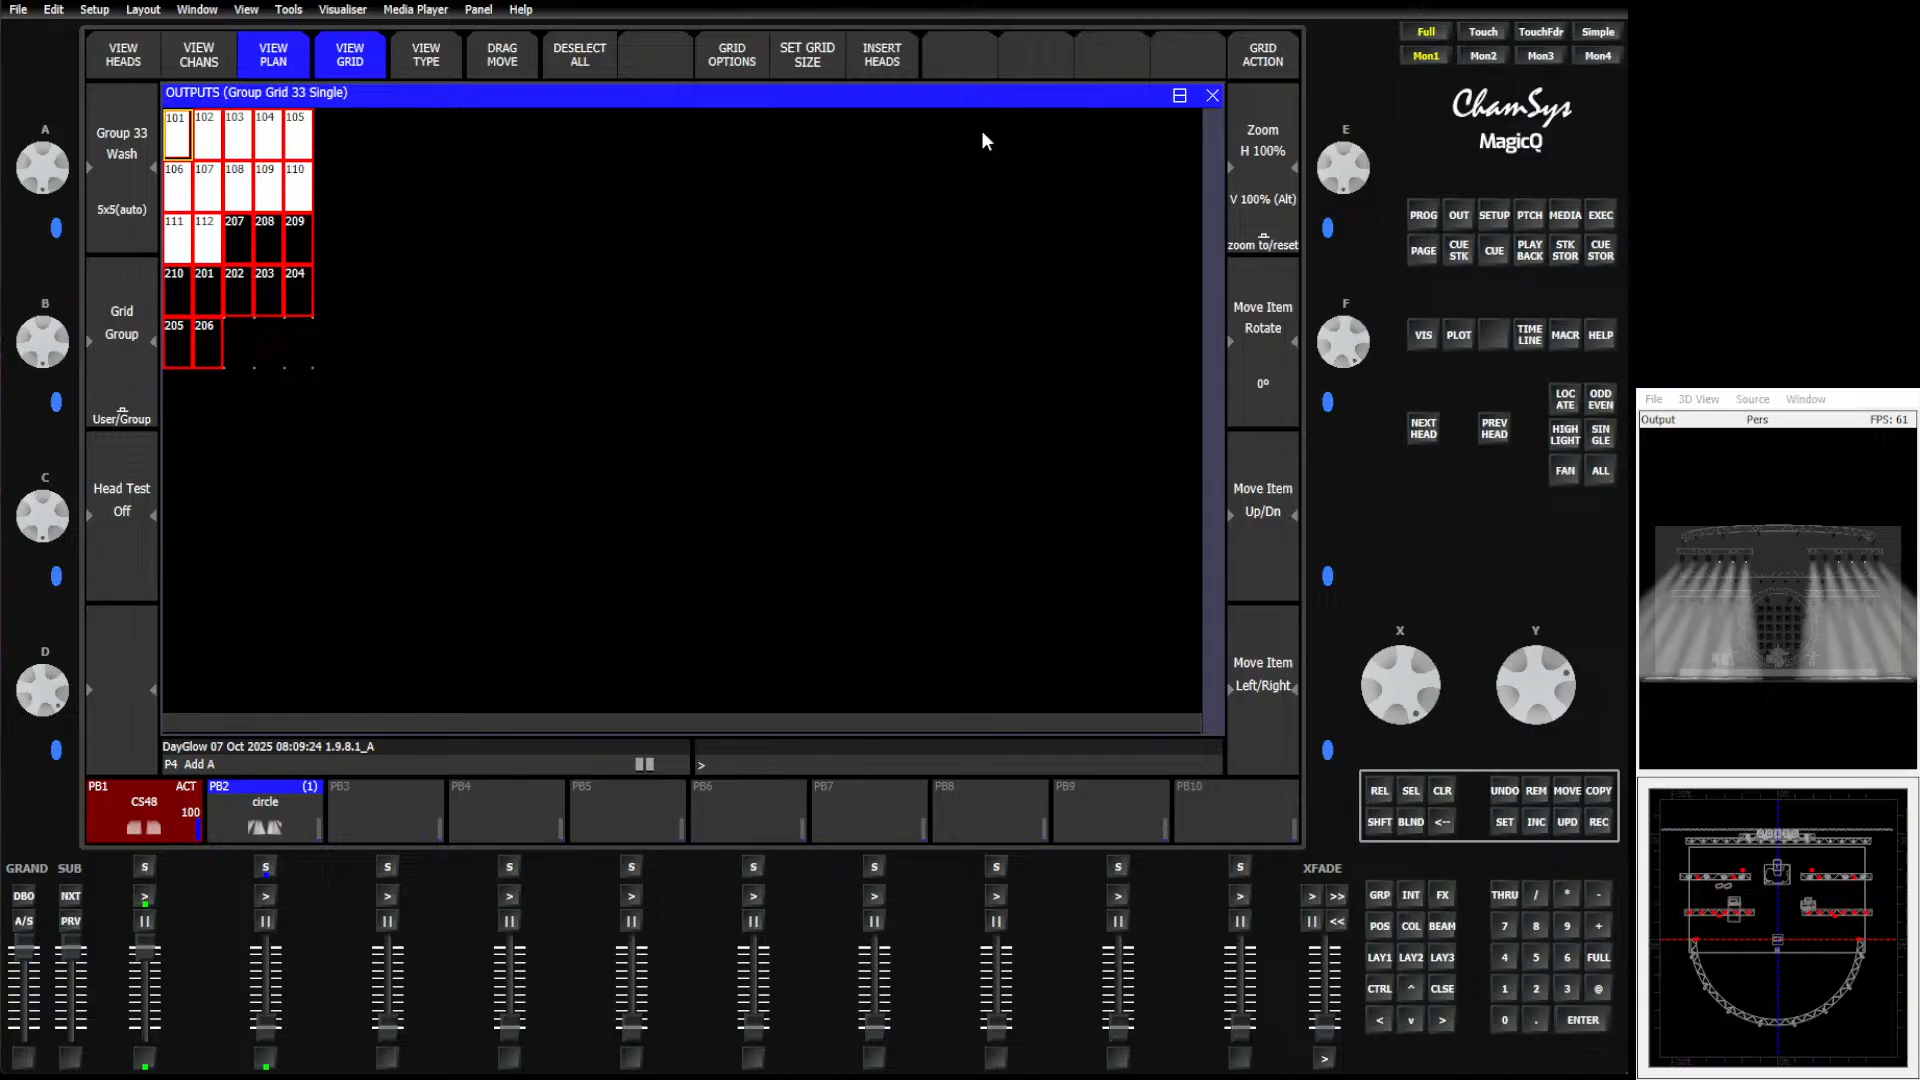 File Edit Setup Layout Window View Tools Visualiser Media Player Panel Help
VIEW HEADS
VIEW CHANS
VIEW PLAN
VIEW GRID
VIEW TYPE
DRAG MOVE
DESELECT ALL
GRID OPTIONS
SET GRID SIZE
INSERT HEADS
GRID ACTION
Full Touch TouchFdr Simple
Mon1 Mon2 Mon3 Mon4
OUTPUTS (Group Grid 33 Single)
ChamSys
MagicQ
101 102 103 104 105
106 107 108 109 110
111 112 207 208 209
210 201 202 203 204
205 206
A
B
C
D
Group 33
Wash
5x5(auto)
Grid
Group
User/Group
Head Test
Off
Zoom
H 100%
V 100% (Alt)
zoom to/reset
Move Item
Rotate
0º
Move Item
Up/Dn
Move Item
Left/Right
E
F
X
Y
PROG OUT SETUP PTCH MEDIA EXEC
PAGE CUE STK CUE PLAY BACK STK STOR CUE STOR
VIS PLOT TIME LINE MACR HELP
LOC ATE ODD EVEN
NEXT HEAD PREV HEAD HIGH LIGHT SIN GLE
FAN ALL
File 3D View Source Window
Output Pers FPS: 61
DayGlow 07 Oct 2025 08:09:24 1.9.8.1_A
P4 Add A
>
PB1 ACT
CS48
100
PB2 (1)
circle
PB3
PB4
PB5
PB6
PB7
PB8
PB9
PB10
REL SEL CLR UNDO REM MOVE COPY
SHFT BLND <-- SET INC UPD REC
GRAND SUB
DBO NXT
A/S PRV
S S S S S S S S S S
> > > > > > > > > >
XFADE
> >>
<<
>
GRP INT FX THRU / * -
POS COL BEAM 7 8 9 +
LAY1 LAY2 LAY3 4 5 6 FULL
CTRL ^ CLSE 1 2 3 @
< v > 0 . ENTER